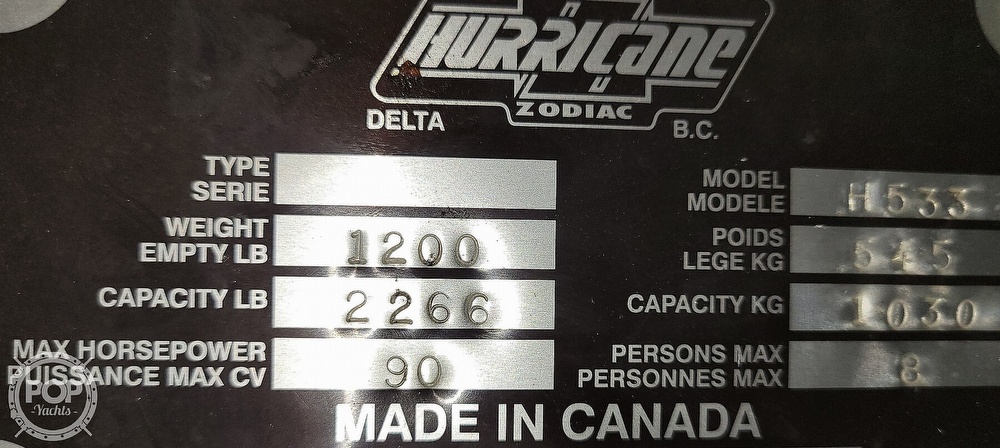 HURRICANE
ZODIAC
DELTA B.C.
TYPE
SERIE
MODEL
MODELE H533
WEIGHT
EMPTY LB 1200
POIDS
LEGE KG 545
CAPACITY LB 2266
CAPACITY KG 1030
MAX HORSEPOWER
PUISSANCE MAX CV 90
PERSONS MAX
PERSONNES MAX 8
MADE IN CANADA
POP
-Yachts-